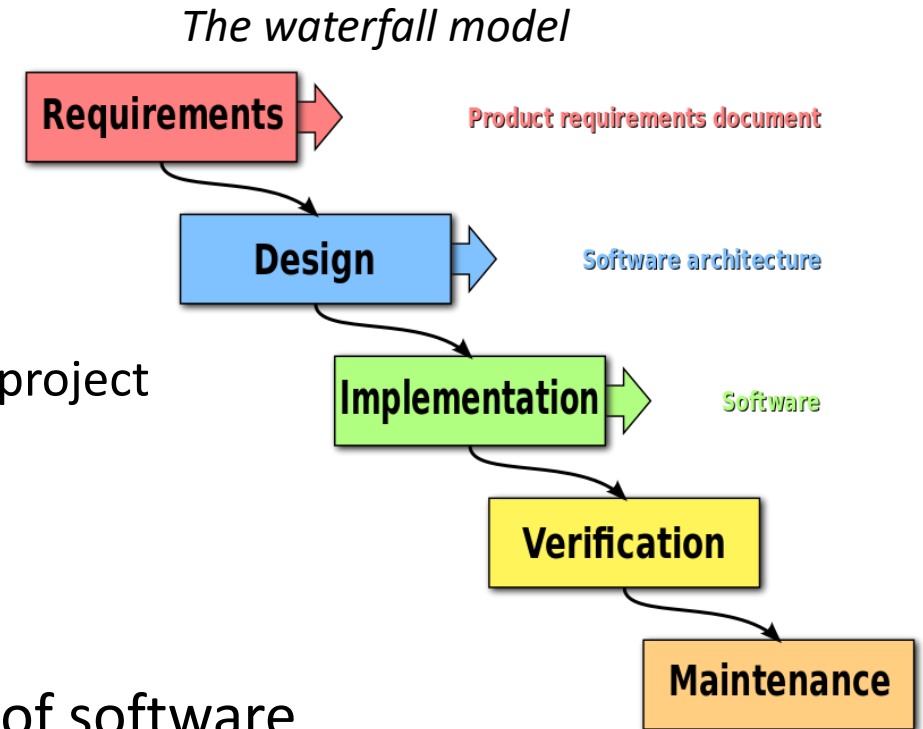 The waterfall model
Requirements
Product requirements document
Design
Software architecture
project
Implementation
Software
Verification
Maintenance
of software